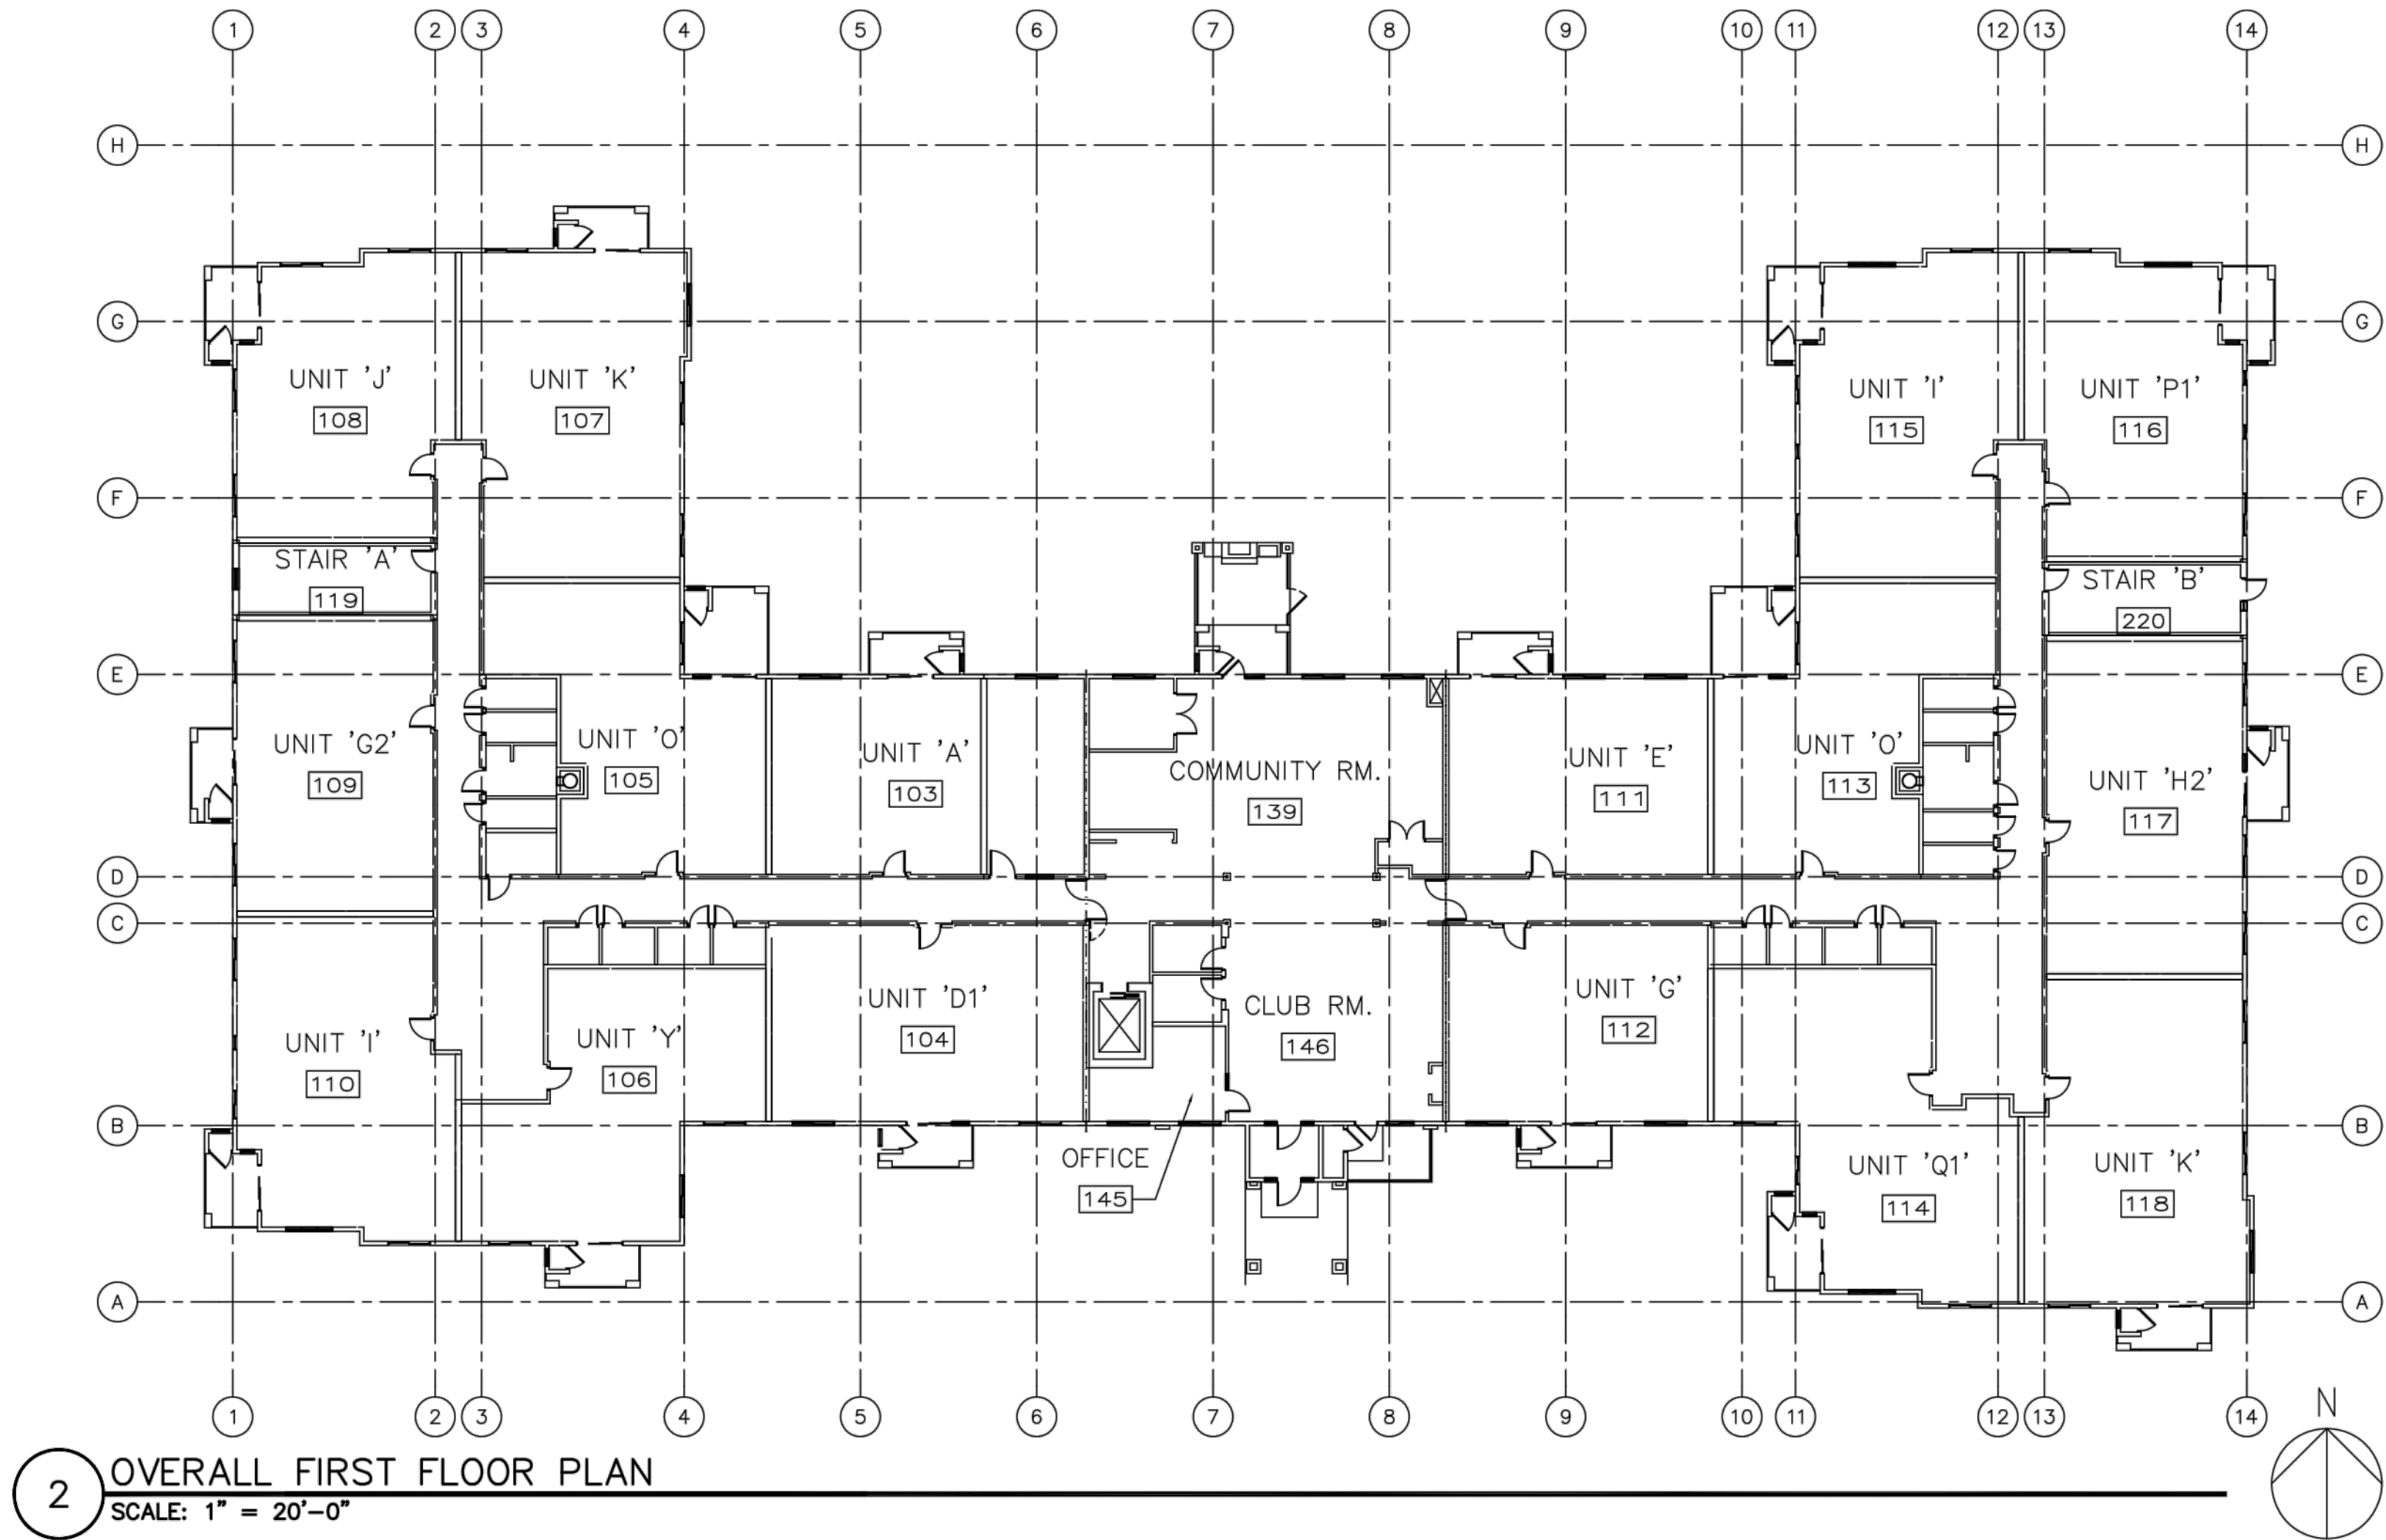 1 2 3 4 5 6 7 8 9 10 11 12 13 14
H H
G G
UNIT 'J'
108
UNIT 'K'
107
UNIT 'I'
115
UNIT 'P1'
116
F F
STAIR 'A'
119
STAIR 'B'
220
E E
UNIT 'G2'
109
UNIT 'O'
105
UNIT 'A'
103
COMMUNITY RM.
139
UNIT 'E'
111
UNIT 'O'
113
UNIT 'H2'
117
D D
C C
UNIT 'I'
110
UNIT 'Y'
106
UNIT 'D1'
104
CLUB RM.
146
UNIT 'G'
112
B B
OFFICE
145
UNIT 'Q1'
114
UNIT 'K'
118
A A
1 2 3 4 5 6 7 8 9 10 11 12 13 14
N
2
OVERALL FIRST FLOOR PLAN
SCALE: 1" = 20'-0"